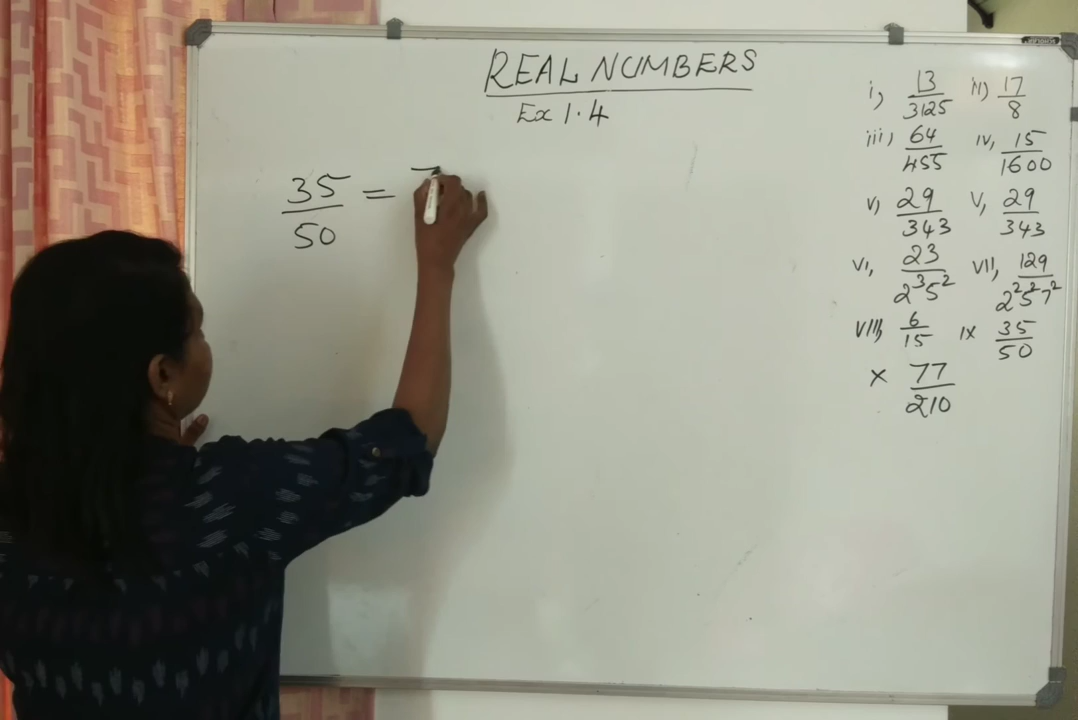 REAL NUMBERS
Ex 1.4
35/50 = 7
i, 13/3125 ii) 17/8
iii) 64/455 iv, 15/1600
v) 29/343 v, 29/343
vi, 23/2³5² vii, 129/2²5²7²
viii, 6/15 ix 35/50
x 77/210